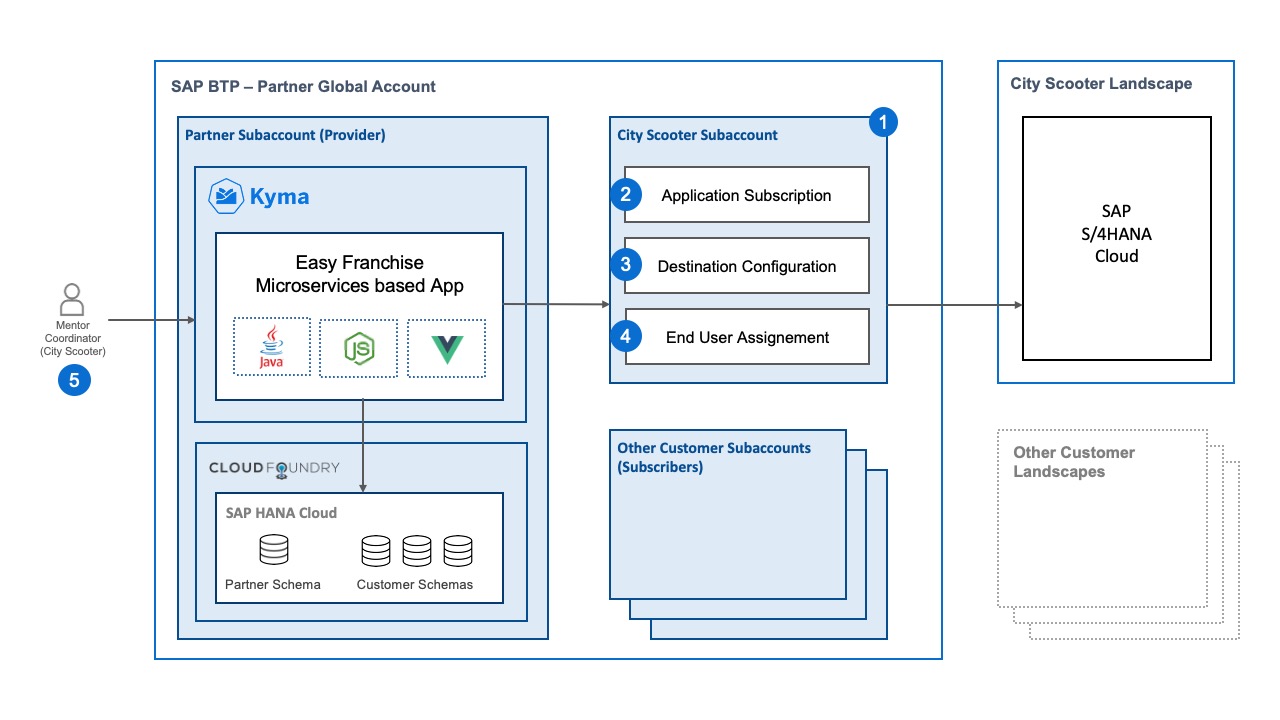 SAP BTP – Partner Global Account
Partner Subaccount (Provider)
Kyma
Easy Franchise
Microservices based App
Java
JS
Mentor
Coordinator
(City Scooter)
5
CLOUD FOUNDRY
SAP HANA Cloud
Partner Schema
Customer Schemas
City Scooter Subaccount
1
2
Application Subscription
3
Destination Configuration
4
End User Assignement
Other Customer Subaccounts
(Subscribers)
City Scooter Landscape
SAP
S/4HANA
Cloud
Other Customer
Landscapes